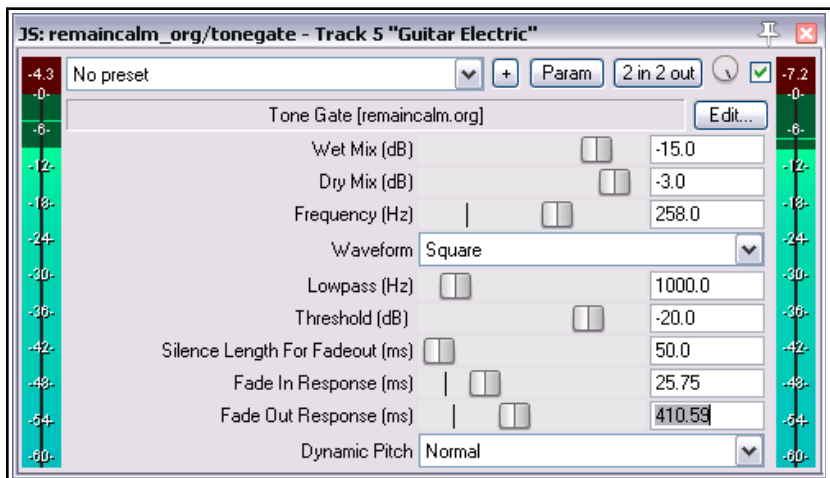 JS: remaincalm_org/tonegate - Track 5 "Guitar Electric"
-4.3 No preset + Param 2 in 2 out -7.2
Tone Gate [remaincalm.org] Edit...
Wet Mix (dB) -15.0
Dry Mix (dB) -3.0
Frequency (Hz) 258.0
Waveform Square
Lowpass (Hz) 1000.0
Threshold (dB) -20.0
Silence Length For Fadeout (ms) 50.0
Fade In Response (ms) 25.75
Fade Out Response (ms) 410.59
Dynamic Pitch Normal
-0-
-6-
-12-
-18-
-24-
-30-
-36-
-42-
-48-
-54-
-60-
-0-
-6-
-12-
-18-
-24-
-30-
-36-
-42-
-48-
-54-
-60-